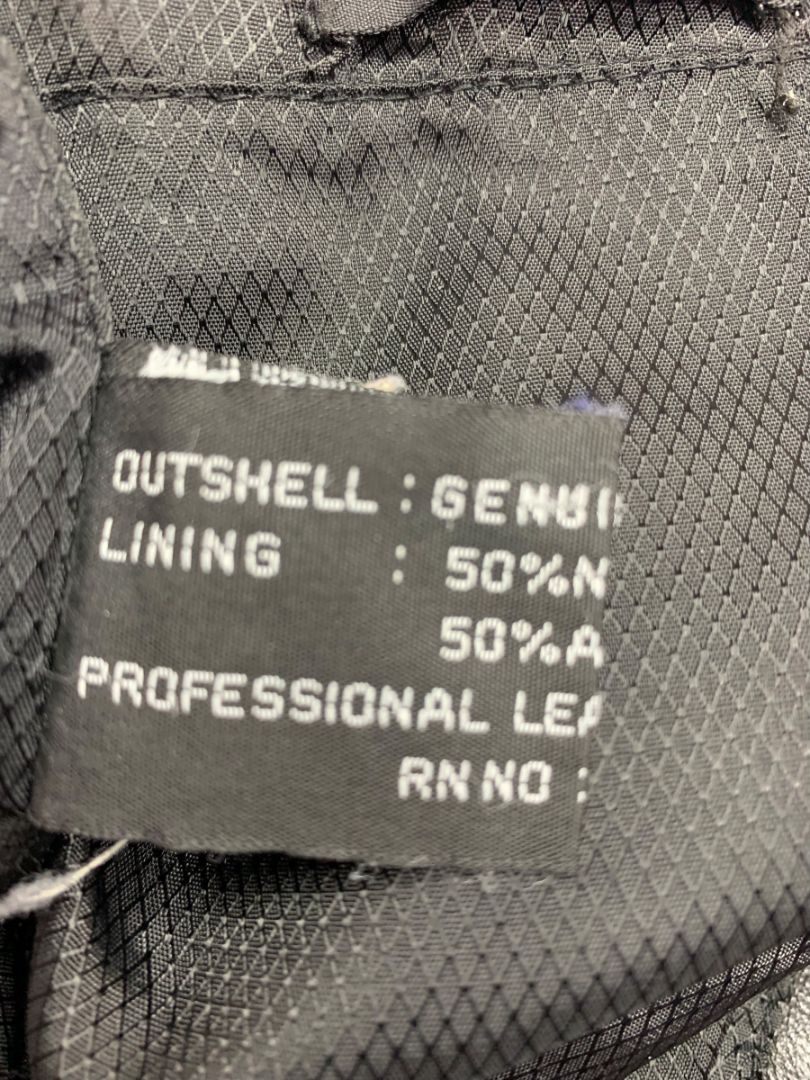 OUTSHELL : GENUI
LINING : 50%N
50%A
PROFESSIONAL LEA
RN NO :